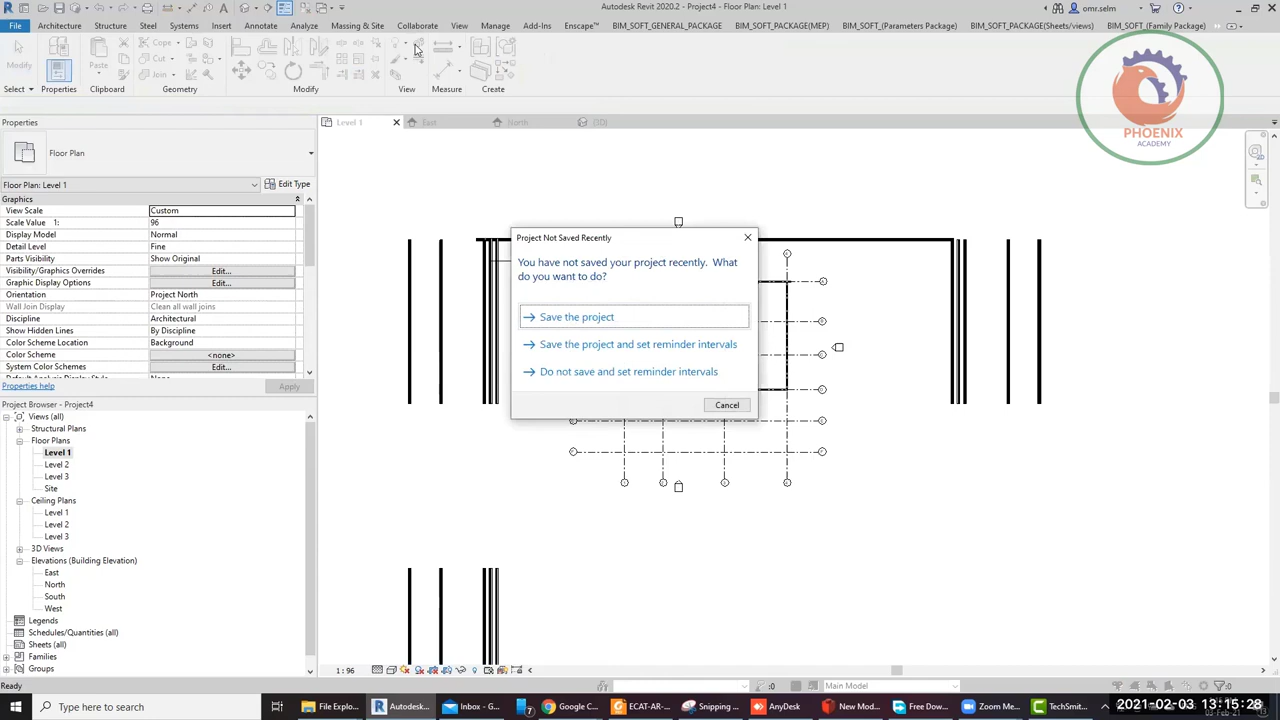 Autodesk Revit 2020.2 - Project4 - Floor Plan: Level 1
omr.selm
File
Architecture
Structure
Steel
Systems
Insert
Annotate
Analyze
Massing & Site
Collaborate
View
Manage
Add-Ins
Enscape™
BIM_SOFT_GENERAL_PACKAGE
BIM_SOFT_PACKAGE(MEP)
BIM_SOFT_(Parameters Package)
BIM_SOFT_PACKAGE(Sheets/views)
BIM_SOFT_(Family Package)
Modify
Paste
Cope
Cut
Join
Select
Properties
Clipboard
Geometry
Modify
View
Measure
Create
PHOENIX
ACADEMY
Properties
Level 1
East
North
{3D}
Floor Plan
Floor Plan: Level 1
Edit Type
Graphics
View Scale Custom
Scale Value 1: 96
Display Model Normal
Detail Level Fine
Parts Visibility Show Original
Visibility/Graphics Overrides Edit...
Graphic Display Options Edit...
Orientation Project North
Wall Join Display Clean all wall joins
Discipline Architectural
Show Hidden Lines By Discipline
Color Scheme Location Background
Color Scheme <none>
System Color Schemes Edit...
Properties help
Apply
Project Browser - Project4
Views (all)
Structural Plans
Floor Plans
Level 1
Level 2
Level 3
Site
Ceiling Plans
Level 1
Level 2
Level 3
3D Views
Elevations (Building Elevation)
East
North
South
West
Legends
Schedules/Quantities (all)
Sheets (all)
Families
Groups
Project Not Saved Recently
You have not saved your project recently. What
do you want to do?
Save the project
Save the project and set reminder intervals
Do not save and set reminder intervals
Cancel
1 : 96
Ready
:0
Main Model
:0
Type here to search
File Explo...
Autodesk...
Inbox - G...
Google C...
ECAT-AR-...
Snipping ...
AnyDesk
New Mod...
Free Dow...
Zoom Me...
TechSmit...
2021-02-03 13:15:28